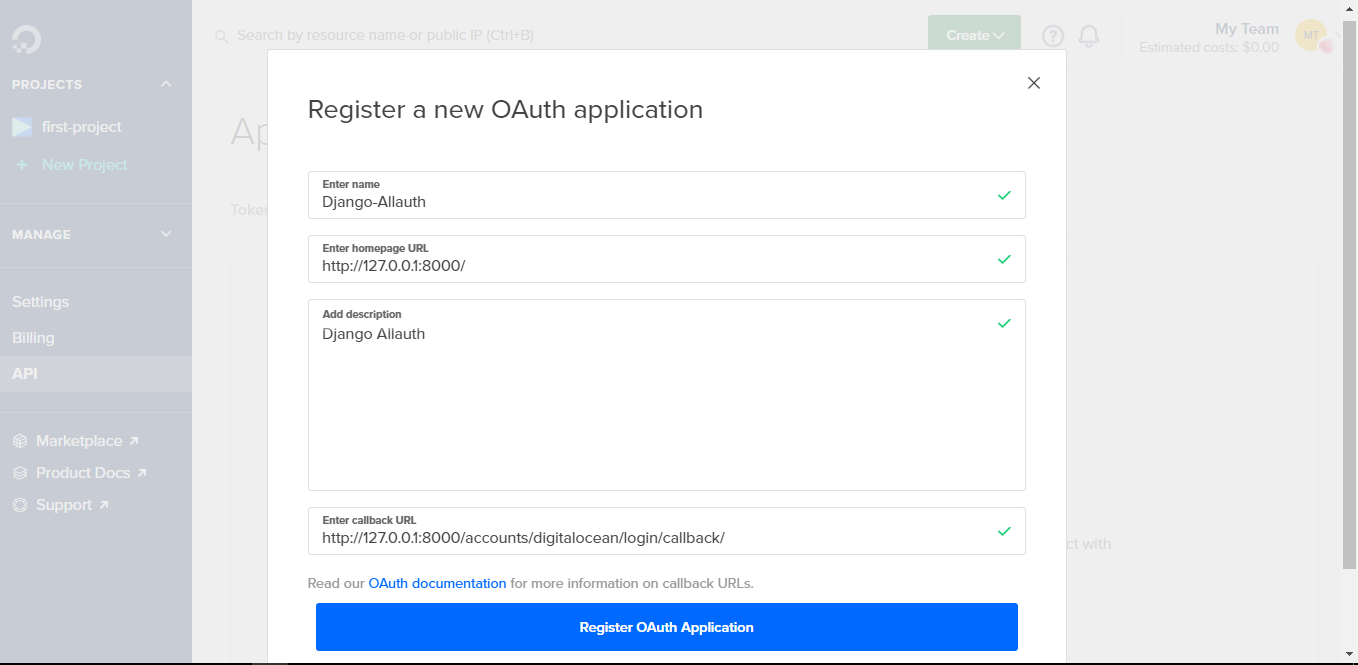 Search by resource name or public IP (Ctrl+B)
Create
My Team
Estimated costs: $0.00
MT
PROJECTS
first-project
+ New Project
MANAGE
Settings
Billing
API
Marketplace
Product Docs
Support
Ap
Token
Register a new OAuth application
Enter name
Django-Allauth
Enter homepage URL
http://127.0.0.1:8000/
Add description
Django Allauth
Enter callback URL
http://127.0.0.1:8000/accounts/digitalocean/login/callback/
ct with
Read our OAuth documentation for more information on callback URLs.
Register OAuth Application